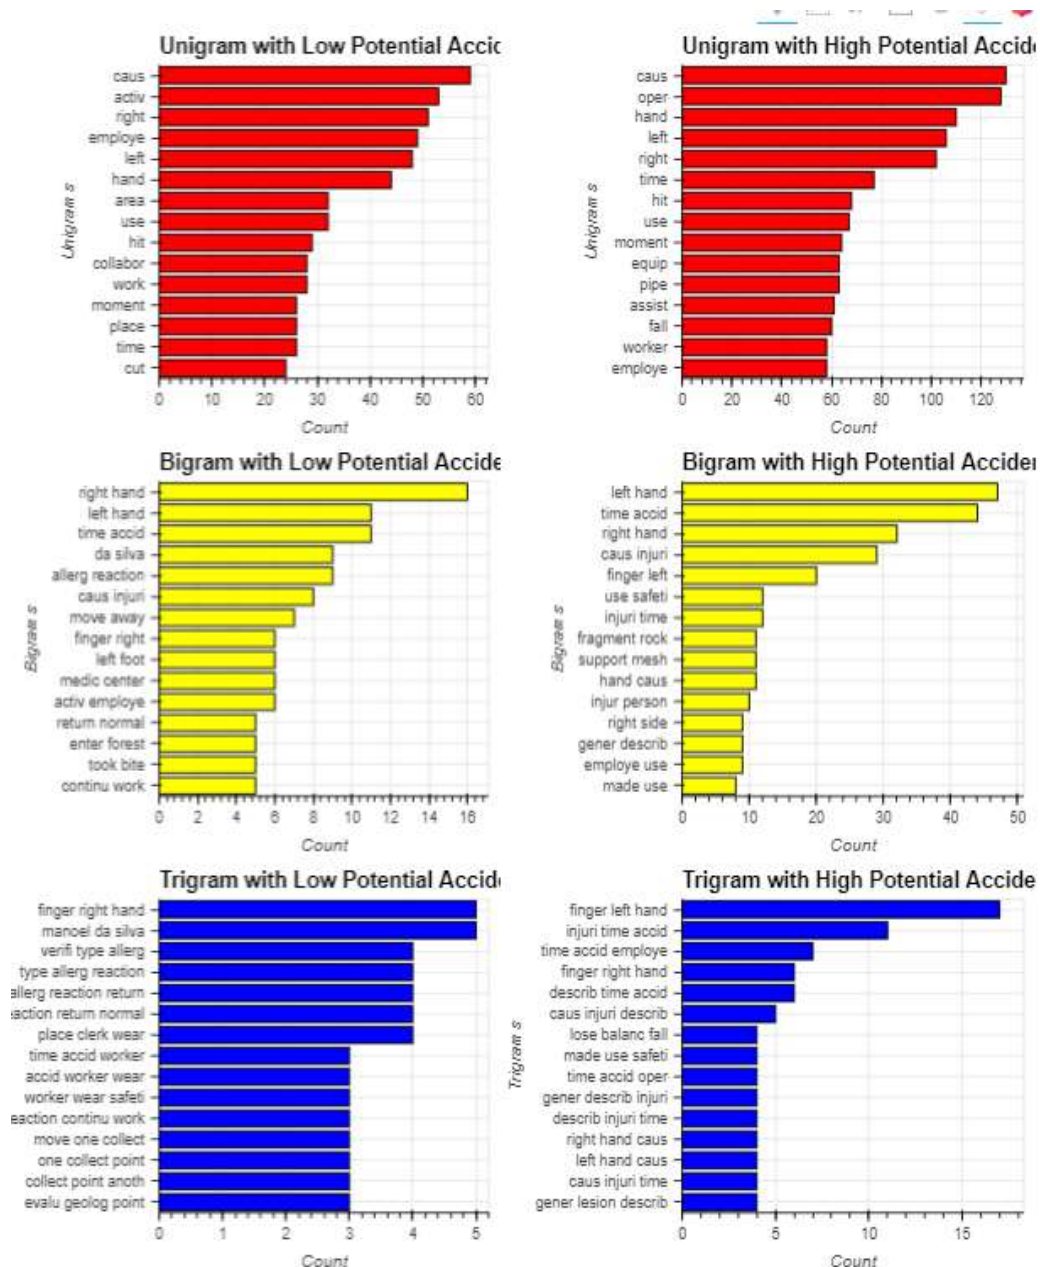 Unigram with Low Potential Accic
caus
activ
right
employe
left
hand
area
use
hit
collabor
work
moment
place
time
cut
Unigram s
0 10 20 30 40 50 60
Count
Unigram with High Potential Accide
caus
oper
hand
left
right
time
hit
use
moment
equip
pipe
assist
fall
worker
employe
Unigram s
0 20 40 60 80 100 120
Count
Bigram with Low Potential Accide
right hand
left hand
time accid
da silva
allerg reaction
caus injuri
move away
finger right
left foot
medic center
activ employe
return normal
enter forest
took bite
continu work
Bigram s
0 2 4 6 8 10 12 14 16
Count
Bigram with High Potential Acciden
left hand
time accid
right hand
caus injuri
finger left
use safeti
injuri time
fragment rock
support mesh
hand caus
injur person
right side
gener describ
employe use
made use
Bigram s
0 10 20 30 40 50
Count
Trigram with Low Potential Accide
finger right hand
manoel da silva
verifi type allerg
type allerg reaction
allerg reaction return
action return normal
place clerk wear
time accid worker
accid worker wear
worker wear safeti
eaction continu work
move one collect
one collect point
collect point anoth
evalu geolog point
0 1 2 3 4 5
Count
Trigram with High Potential Accide
finger left hand
injuri time accid
time accid employe
finger right hand
describ time accid
caus injuri describ
lose balanc fall
made use safeti
time accid oper
gener describ injuri
describ injuri time
right hand caus
left hand caus
caus injuri time
gener lesion describ
Trigram s
0 5 10 15
Count